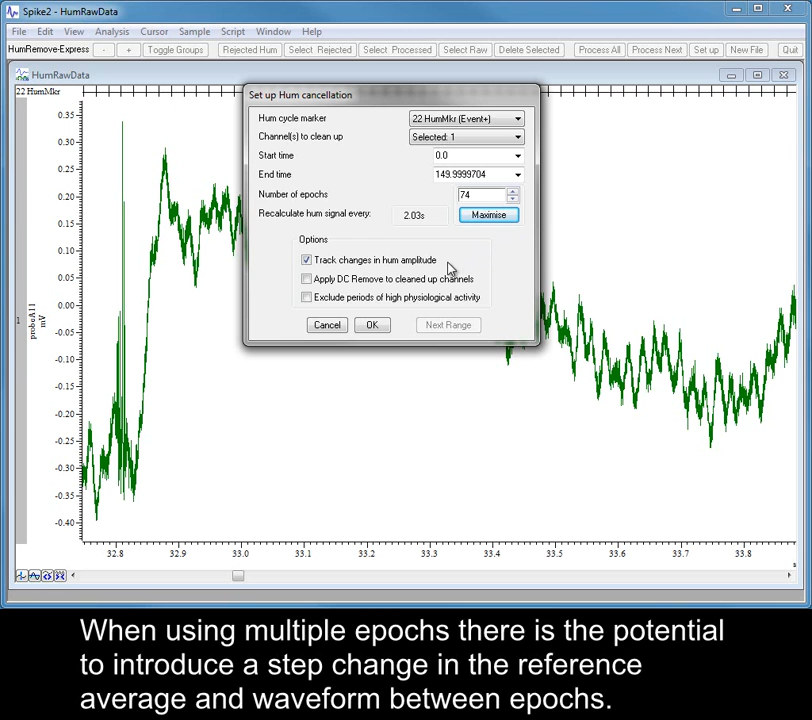 Spike2 - HumRawData
File Edit View Analysis Cursor Sample Script Window Help
HumRemove-Express - + Toggle Groups Rejected Hum Select Rejected Select Processed Select Raw Delete Selected Process All Process Next Set up New File Quit
HumRawData
22 HumMkr
Set up Hum cancellation
Hum cycle marker 22 HumMkr (Event+)
Channel(s) to clean up Selected: 1
Start time 0.0
End time 149.9999704
Number of epochs 74
Recalculate hum signal every: 2.03s Maximise
Options
Track changes in hum amplitude
Apply DC Remove to cleaned up channels
Exclude periods of high physiological activity
Cancel OK Next Range
0.35
0.30
0.25
0.20
0.15
0.10
0.05
0.00
-0.05
-0.10
-0.15
-0.20
-0.25
-0.30
-0.35
-0.40
1
probeA11
mV
32.8 32.9 33.0 33.1 33.2 33.3 33.4 33.5 33.6 33.7 33.8
s
When using multiple epochs there is the potential
to introduce a step change in the reference
average and waveform between epochs.